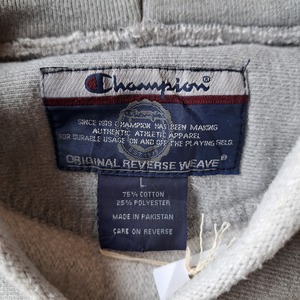 Champion®
SINCE 1919 CHAMPION HAS BEEN MAKING
AUTHENTIC ATHLETIC APPAREL
FOR DURABLE USAGE ON AND OFF THE PLAYING FIELD.
ORIGINAL REVERSE WEAVE®
L
75% COTTON
25% POLYESTER
MADE IN PAKISTAN
CARE ON REVERSE